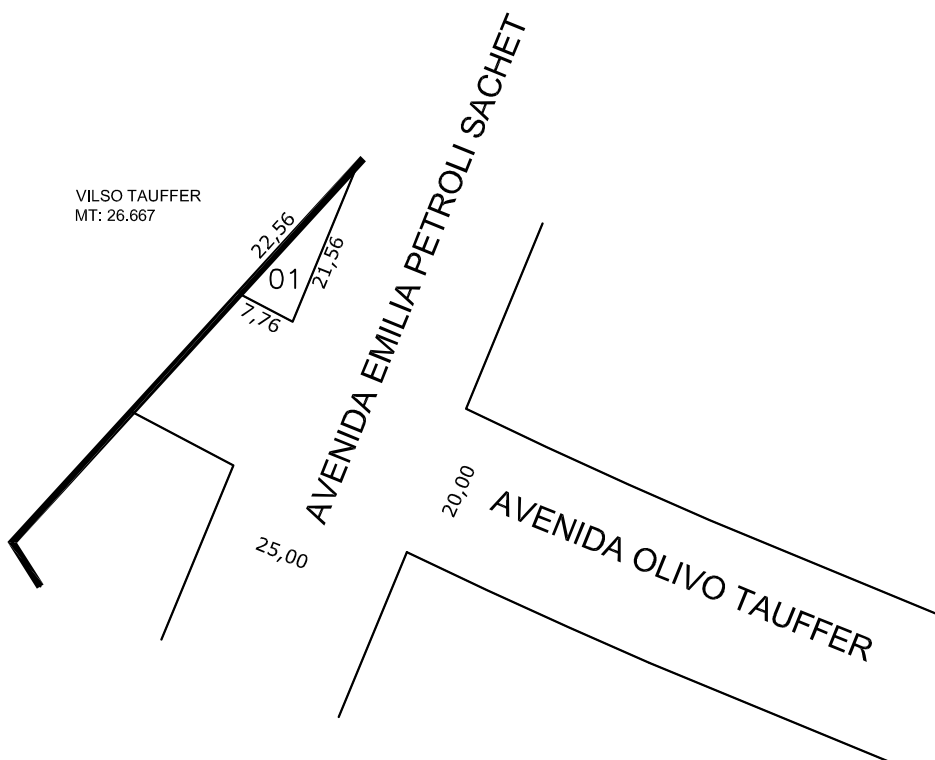 AVENIDA EMILIA PETROLI SACHET
VILSO TAUFFER
MT: 26.667
22,56
21,56
01
7,76
20,00
AVENIDA OLIVO TAUFFER
25,00